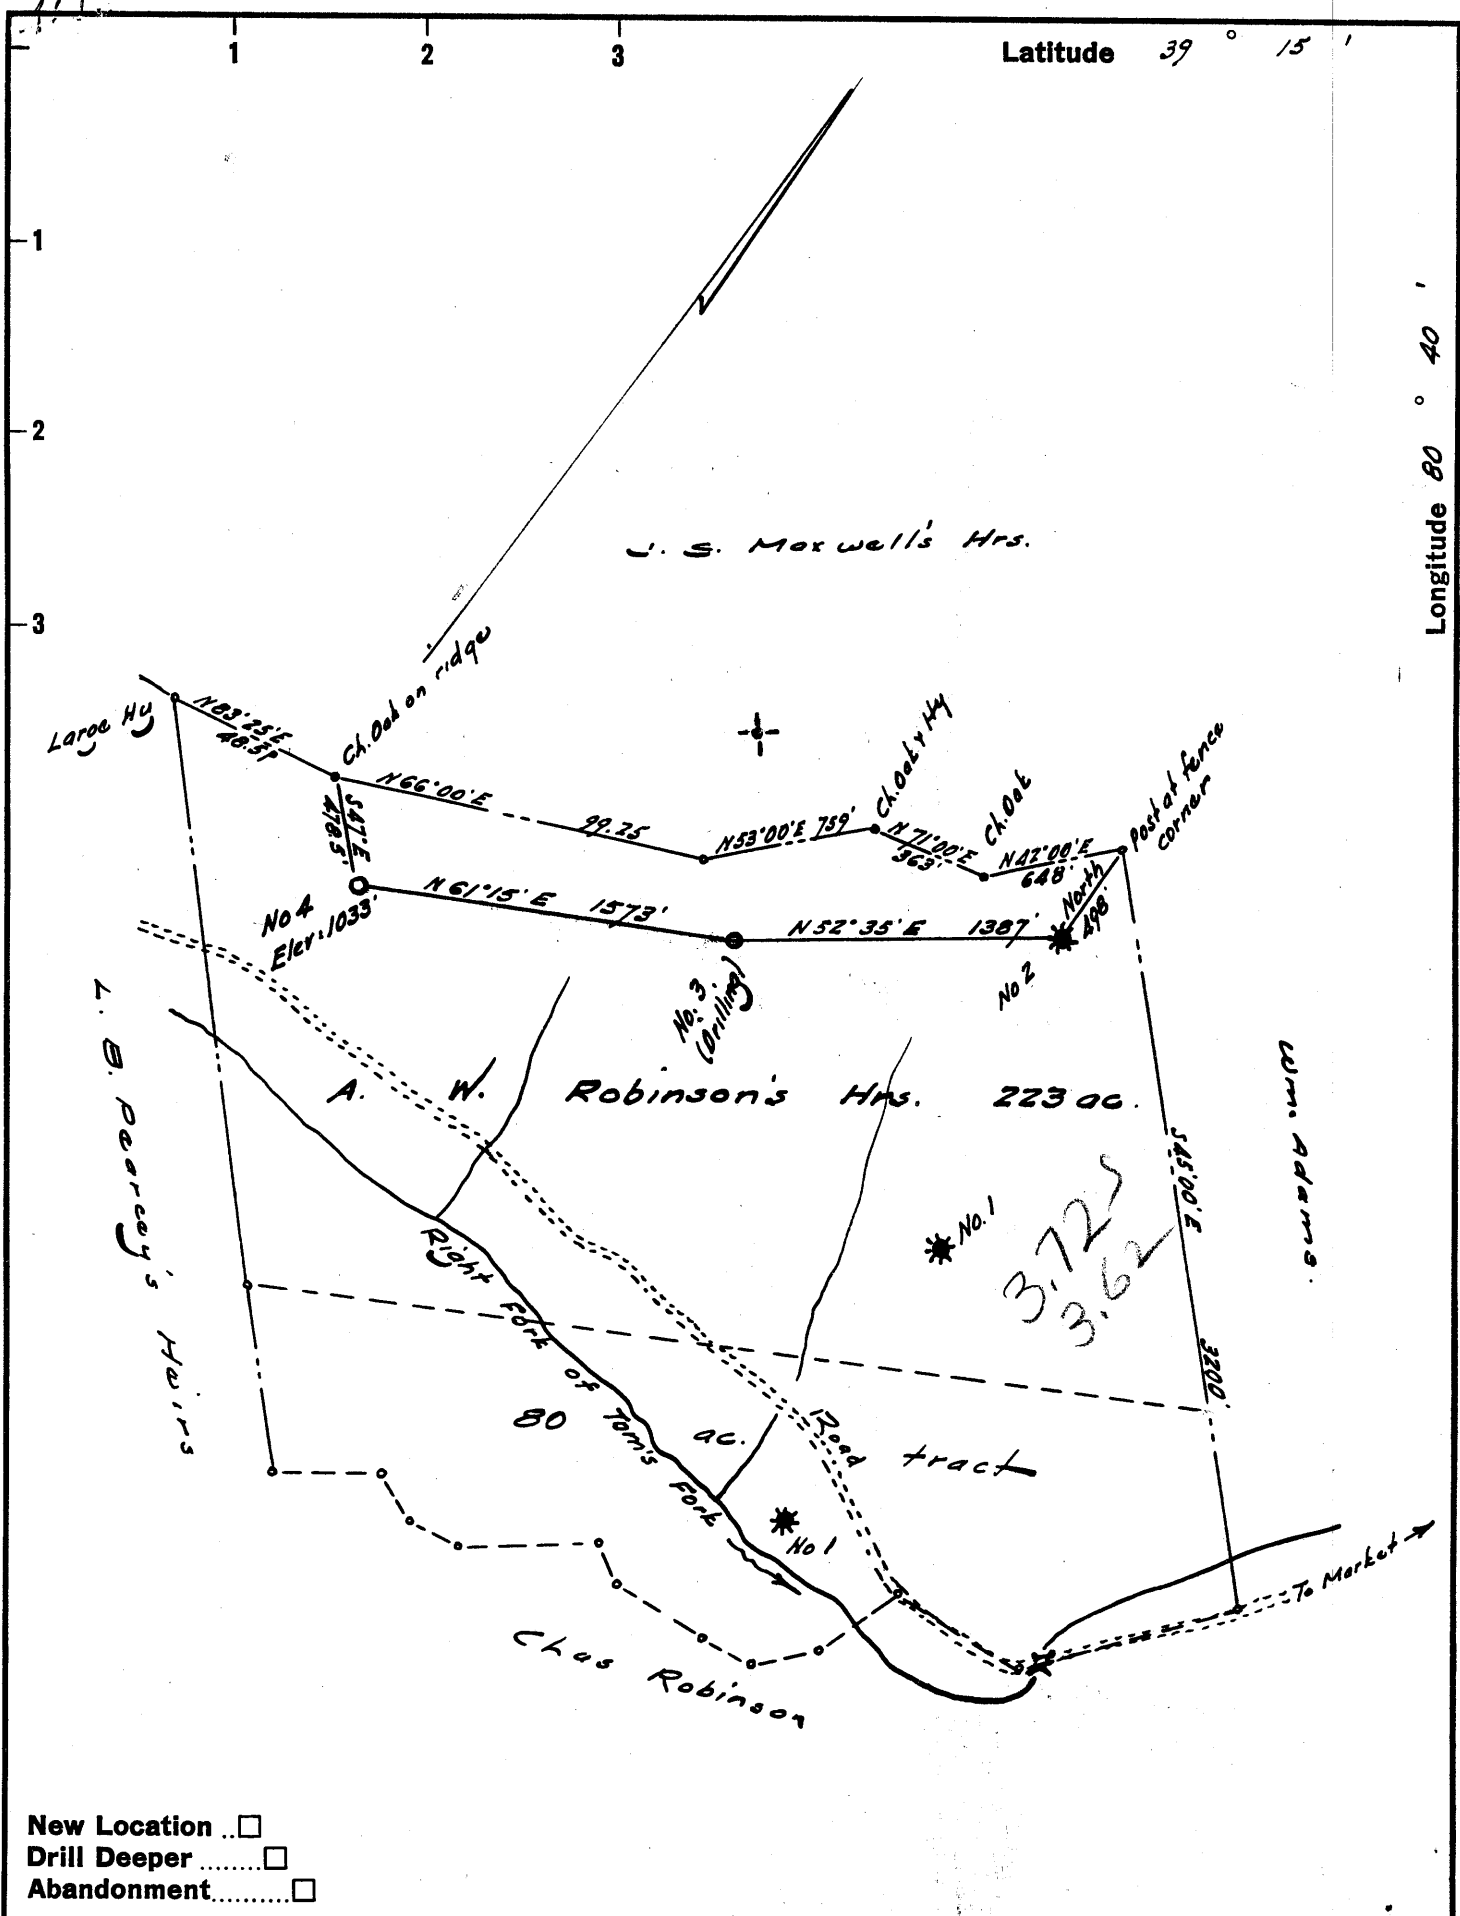 1 2 3
Latitude 39 ° 15 '
1
2
3
Longitude 80 ° 40 '
J. S. Maxwell's Hrs.
Large Hy
N83°25'E
48.5P
Ch. Oak on ridge
N66°00'E 99.25
N53°00'E 759'
Ch. Oak & Hy
N71°00'E
363'
Ch. Oak
N42°00'E
648'
Post at fence
corner
S47°E
478.5'
North
498'
No 4
Elev: 1033'
N61°15'E 1573'
N52°35'E 1387'
No. 3
(Drilling)
No 2
L. B. Pearcey's Heirs
A. W. Robinson's Hrs. 223 ac.
Wm. Adams
S45°00'E
3200'
No. 1
3.72
3.62
Right Fork of Tom's Fork
80 ac. tract
Road
No 1
To Market
Chas Robinson
New Location ..
Drill Deeper ........
Abandonment..........